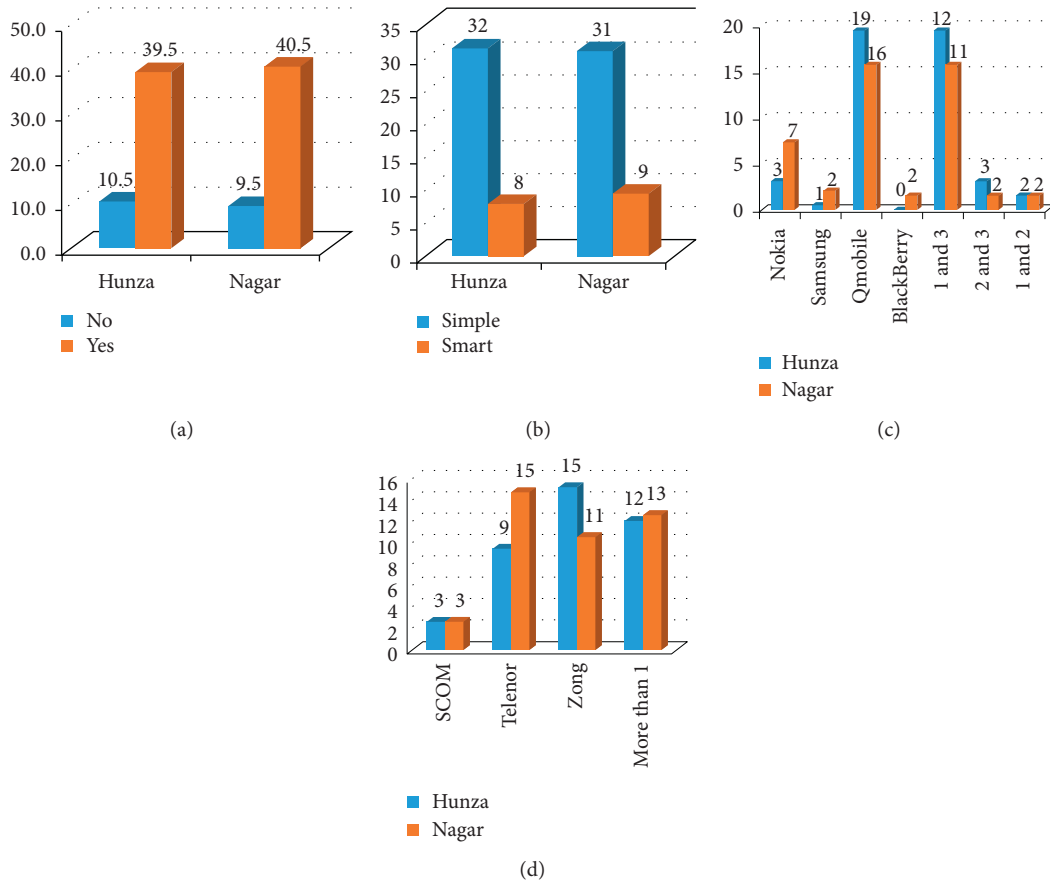 50.0
40.0
30.0
20.0
10.0
0.0
39.5
40.5
10.5
9.5
Hunza
Nagar
No
Yes
(a)
35
30
25
20
15
10
5
0
32
31
8
9
Hunza
Nagar
Simple
Smart
(b)
20
15
10
5
0
3
7
1
2
19
16
0
2
12
11
3
2
2
2
Nokia
Samsung
Qmobile
BlackBerry
1 and 3
2 and 3
1 and 2
Hunza
Nagar
(c)
16
14
12
10
8
6
4
2
0
3
3
9
15
15
11
12
13
SCOM
Telenor
Zong
More than 1
Hunza
Nagar
(d)